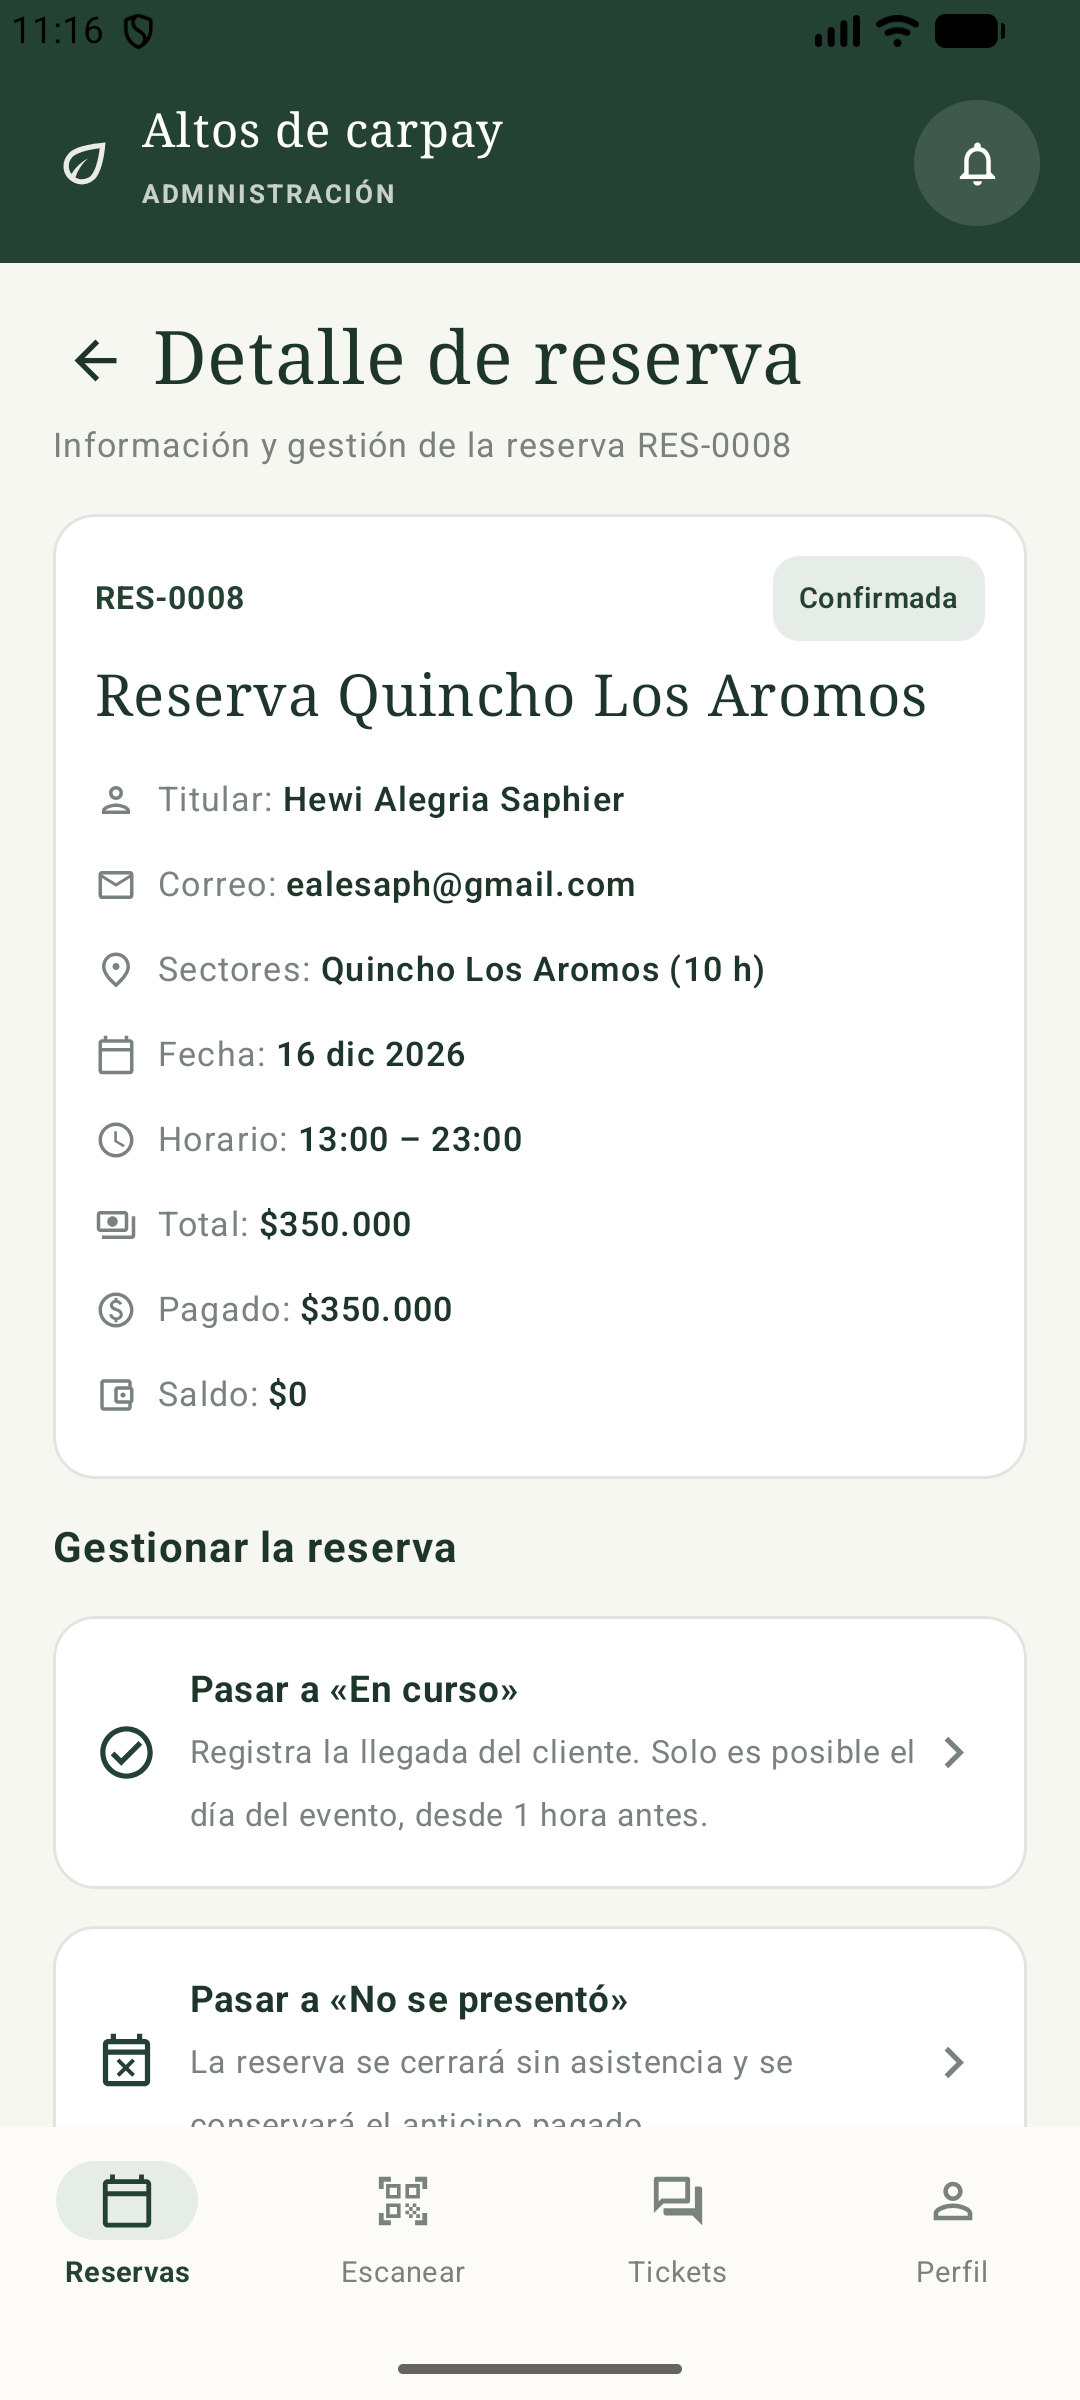 11:16
Altos de carpay
ADMINISTRACIÓN
Detalle de reserva
Información y gestión de la reserva RES-0008
RES-0008
Confirmada
Reserva Quincho Los Aromos
Titular: Hewi Alegria Saphier
Correo: ealesaph@gmail.com
Sectores: Quincho Los Aromos (10 h)
Fecha: 16 dic 2026
Horario: 13:00 – 23:00
Total: $350.000
Pagado: $350.000
Saldo: $0
Gestionar la reserva
Pasar a «En curso»
Registra la llegada del cliente. Solo es posible el
día del evento, desde 1 hora antes.
Pasar a «No se presentó»
La reserva se cerrará sin asistencia y se
conservará el anticipo pagado
Reservas
Escanear
Tickets
Perfil